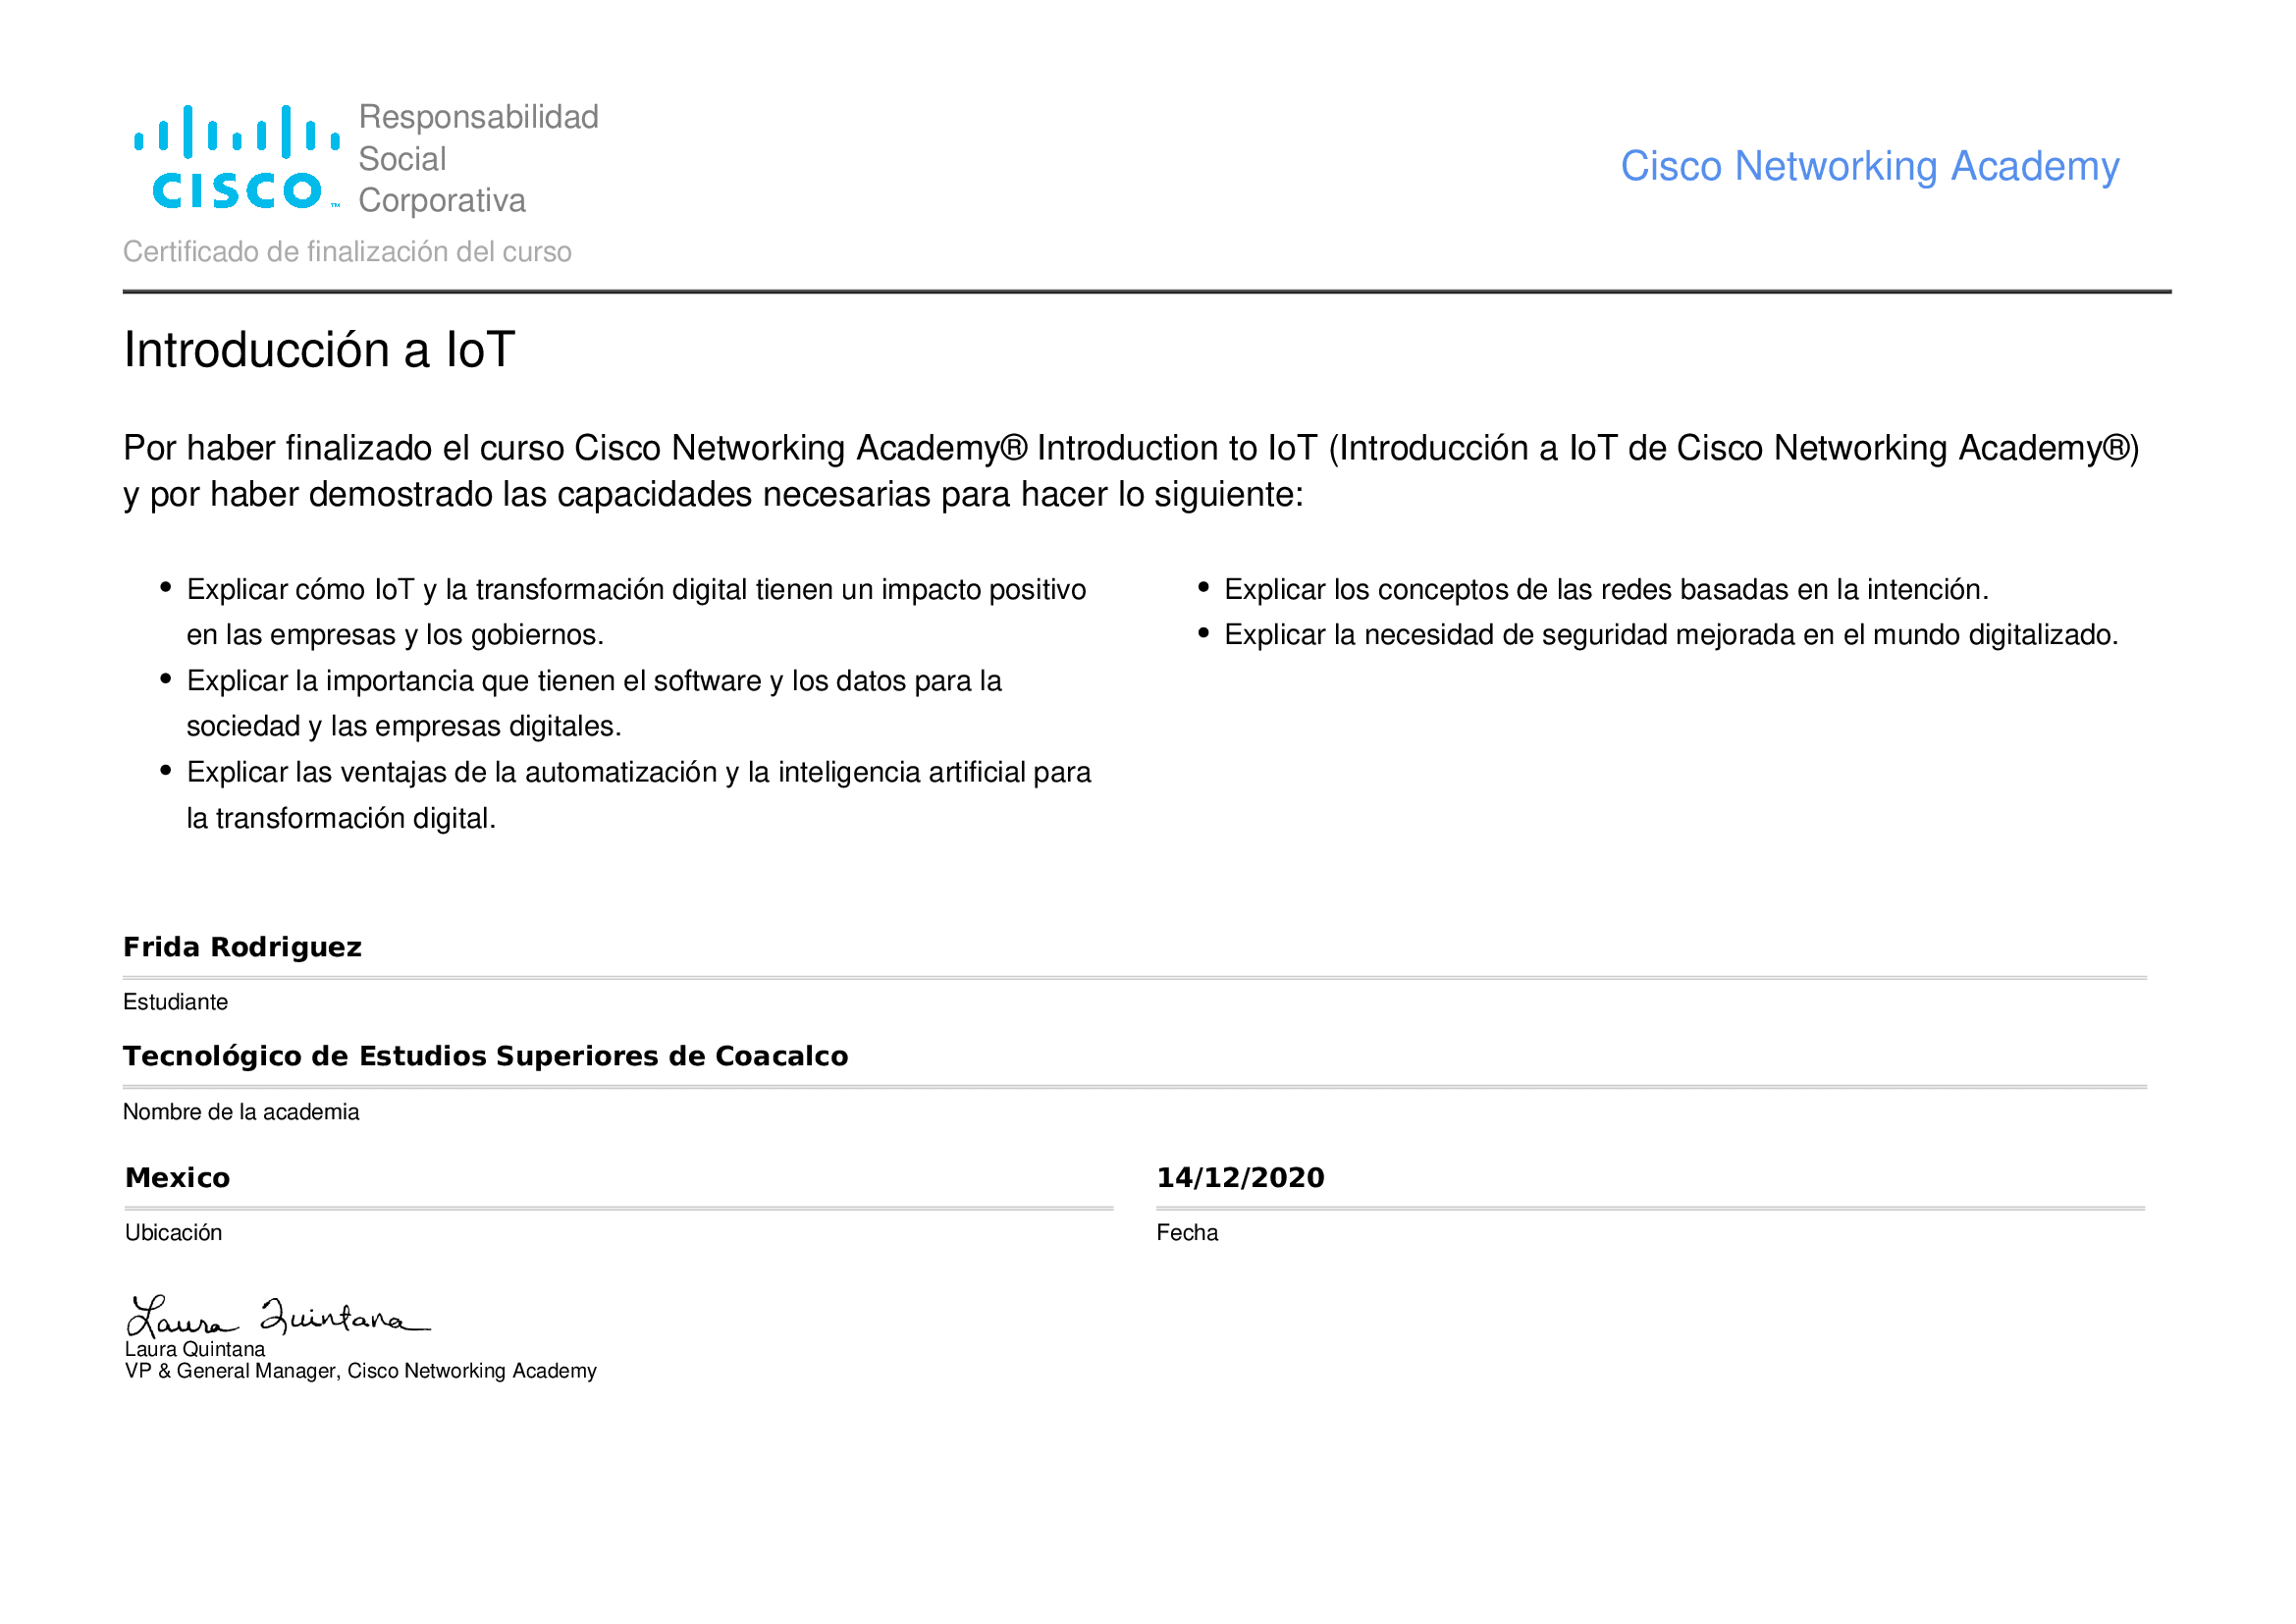 CISCO™
Responsabilidad
Social
Corporativa
Cisco Networking Academy
Certificado de finalización del curso
Introducción a IoT
Por haber finalizado el curso Cisco Networking Academy® Introduction to IoT (Introducción a IoT de Cisco Networking Academy®)
y por haber demostrado las capacidades necesarias para hacer lo siguiente:
• Explicar cómo IoT y la transformación digital tienen un impacto positivo
en las empresas y los gobiernos.
• Explicar la importancia que tienen el software y los datos para la
sociedad y las empresas digitales.
• Explicar las ventajas de la automatización y la inteligencia artificial para
la transformación digital.
• Explicar los conceptos de las redes basadas en la intención.
• Explicar la necesidad de seguridad mejorada en el mundo digitalizado.
Frida Rodriguez
Estudiante
Tecnológico de Estudios Superiores de Coacalco
Nombre de la academia
Mexico
Ubicación
14/12/2020
Fecha
Laura Quintana
Laura Quintana
VP & General Manager, Cisco Networking Academy